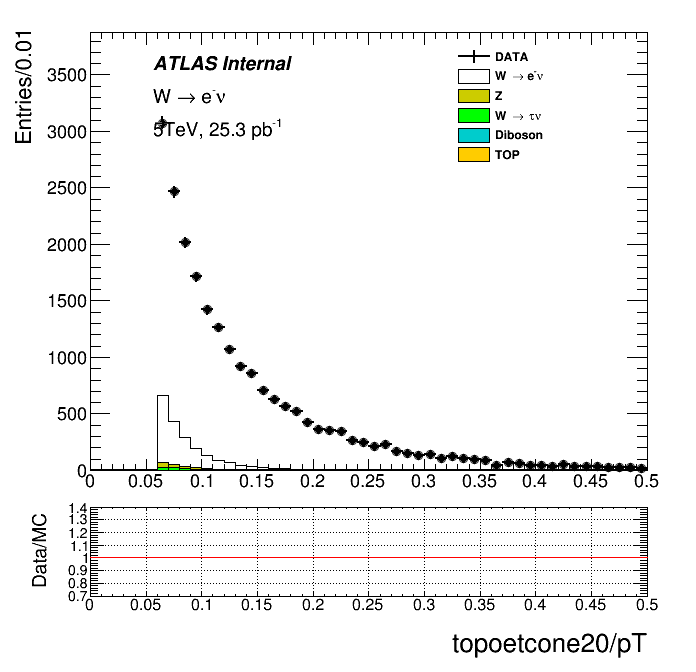 Entries/0.01
ATLAS Internal
W → e⁻ν
5TeV, 25.3 pb⁻¹
DATA
W → e⁻ν
Z
W → τν
Diboson
TOP
3500
3000
2500
2000
1500
1000
500
0
0 0.05 0.1 0.15 0.2 0.25 0.3 0.35 0.4 0.45 0.5
Data/MC
1.4
1.3
1.2
1.1
1
0.9
0.8
0.7
0 0.05 0.1 0.15 0.2 0.25 0.3 0.35 0.4 0.45 0.5
topoetcone20/pT